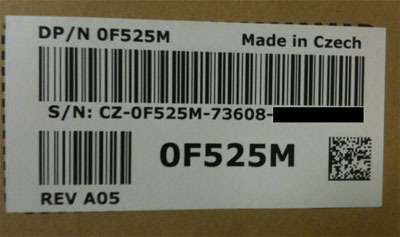 DP/N 0F525M Made in Czech
S/N: CZ-0F525M-73608-
0F525M
REV A05